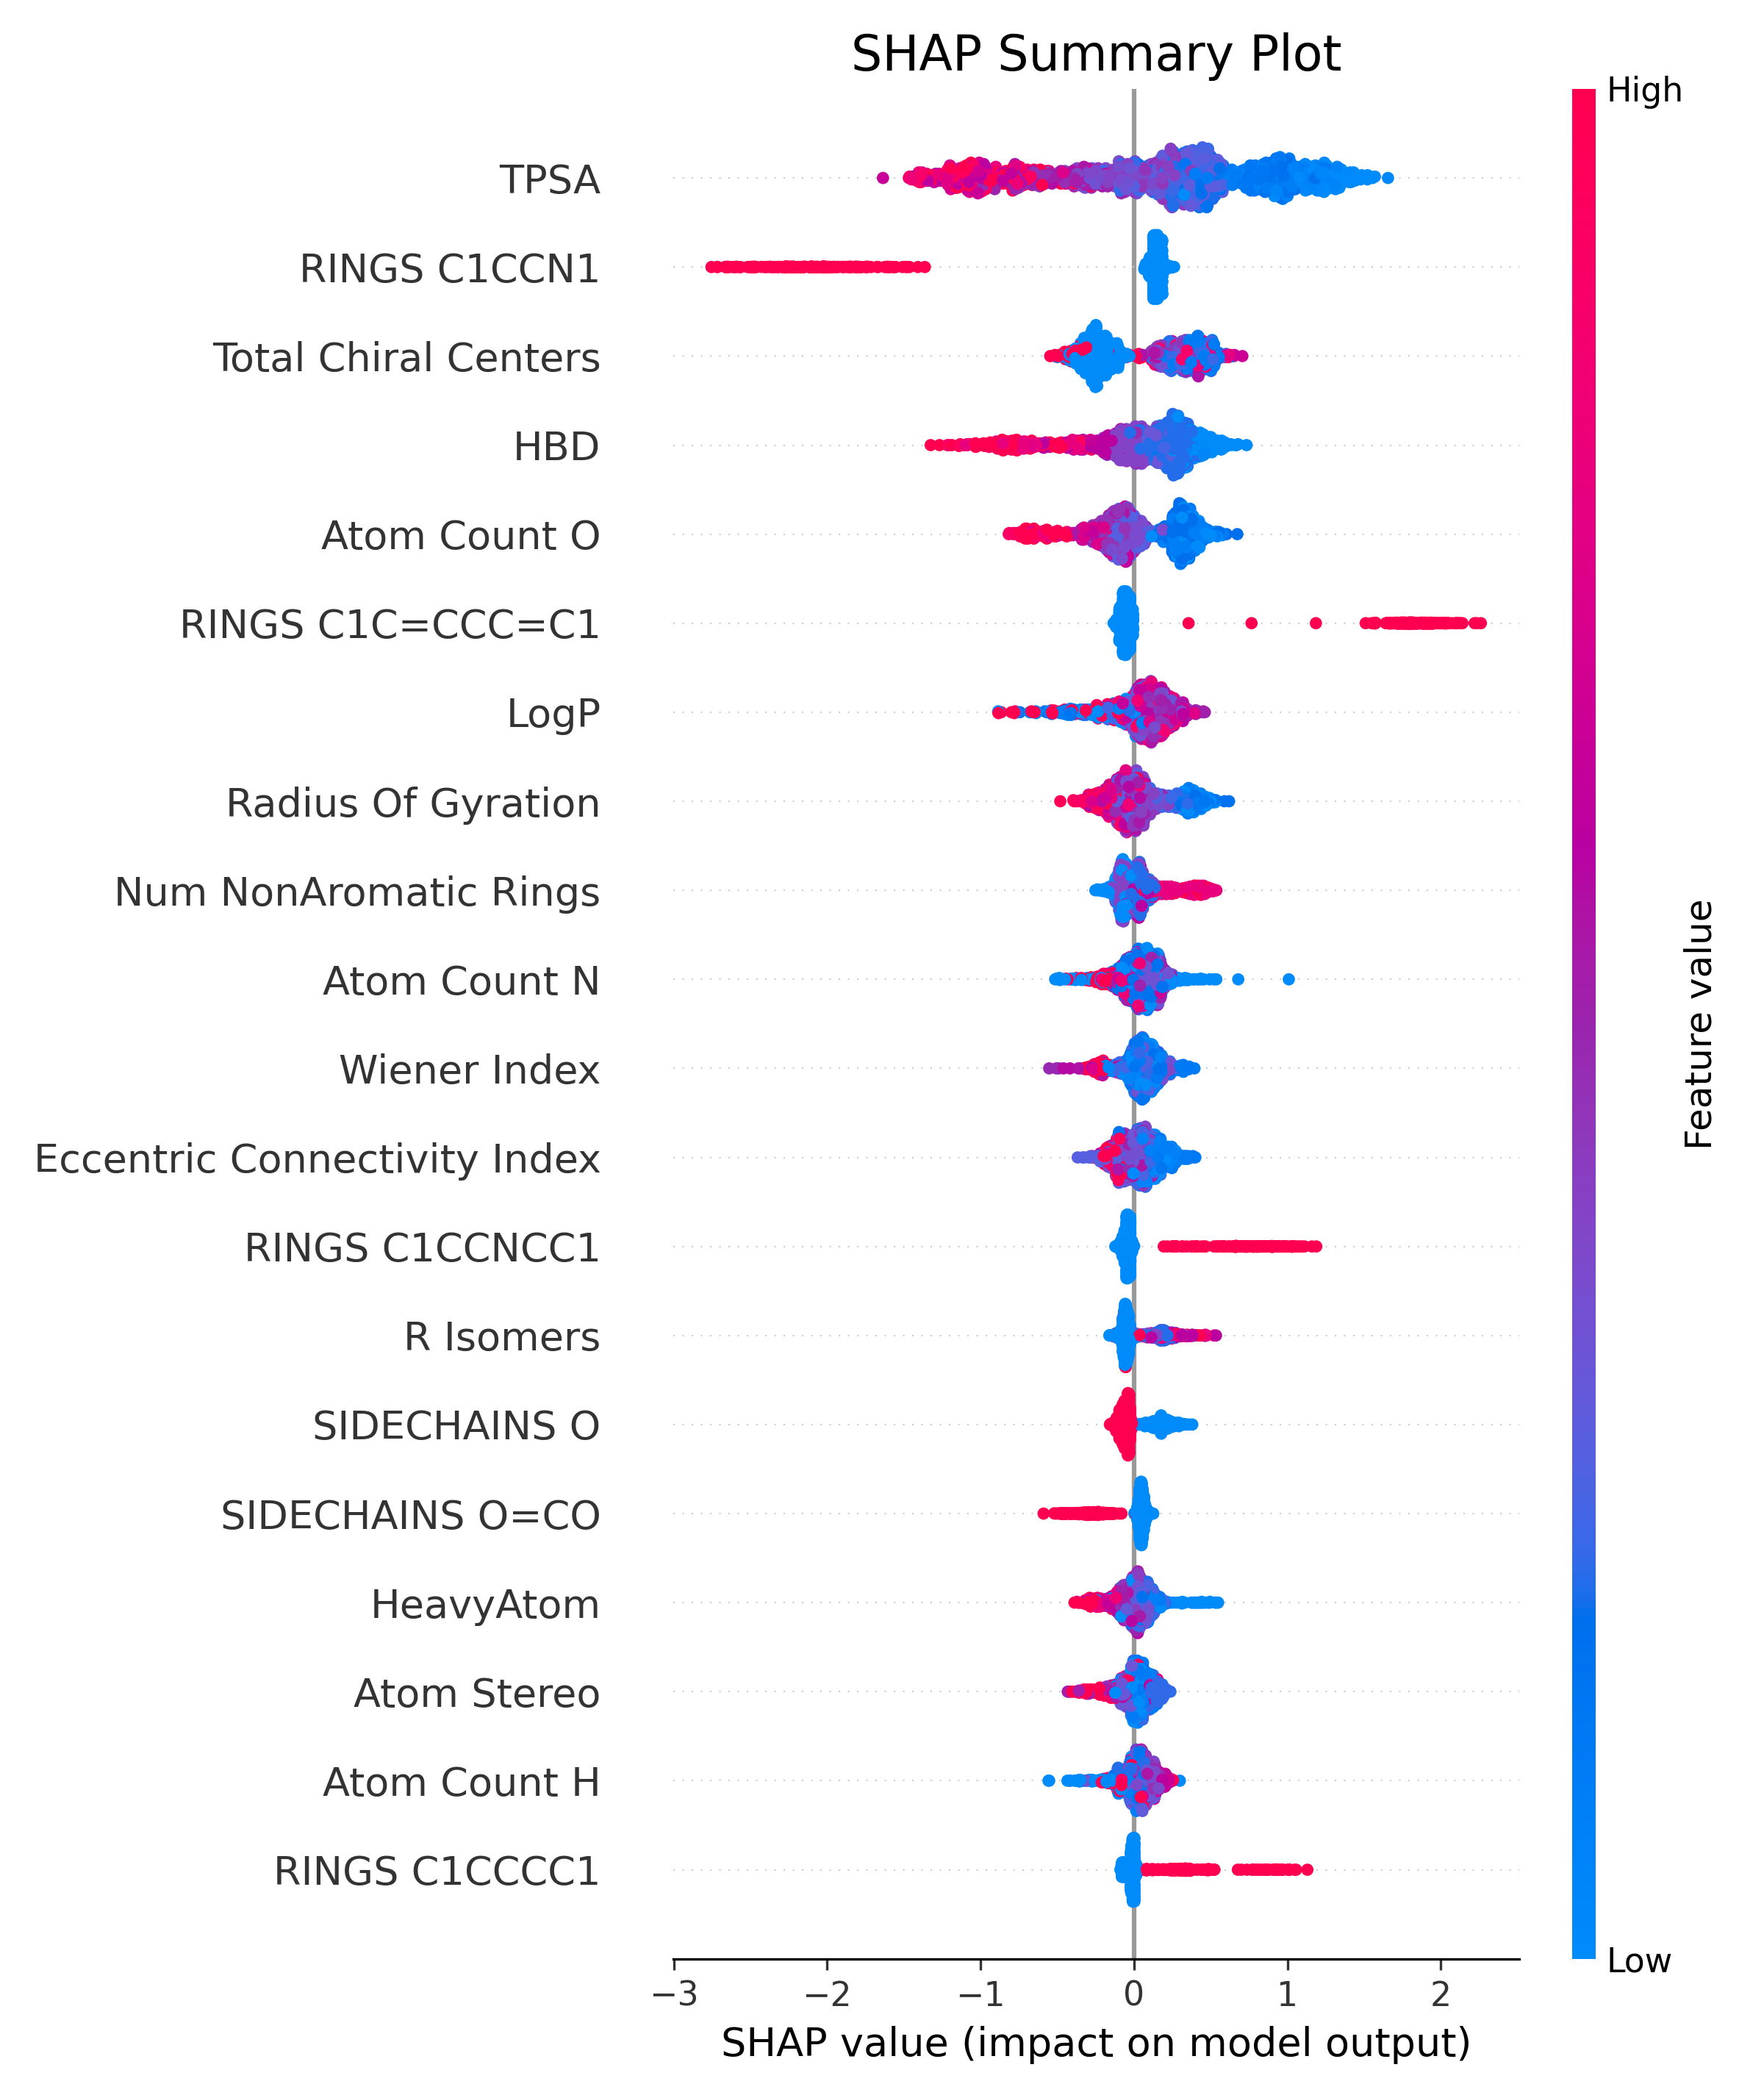 SHAP Summary Plot
High
TPSA
RINGS C1CCN1
Total Chiral Centers
HBD
Atom Count O
RINGS C1C=CCC=C1
LogP
Radius Of Gyration
Num NonAromatic Rings
Atom Count N
Wiener Index
Eccentric Connectivity Index
RINGS C1CCNCC1
R Isomers
SIDECHAINS O
SIDECHAINS O=CO
HeavyAtom
Atom Stereo
Atom Count H
RINGS C1CCCC1
Feature value
Low
−3 −2 −1 0 1 2
SHAP value (impact on model output)